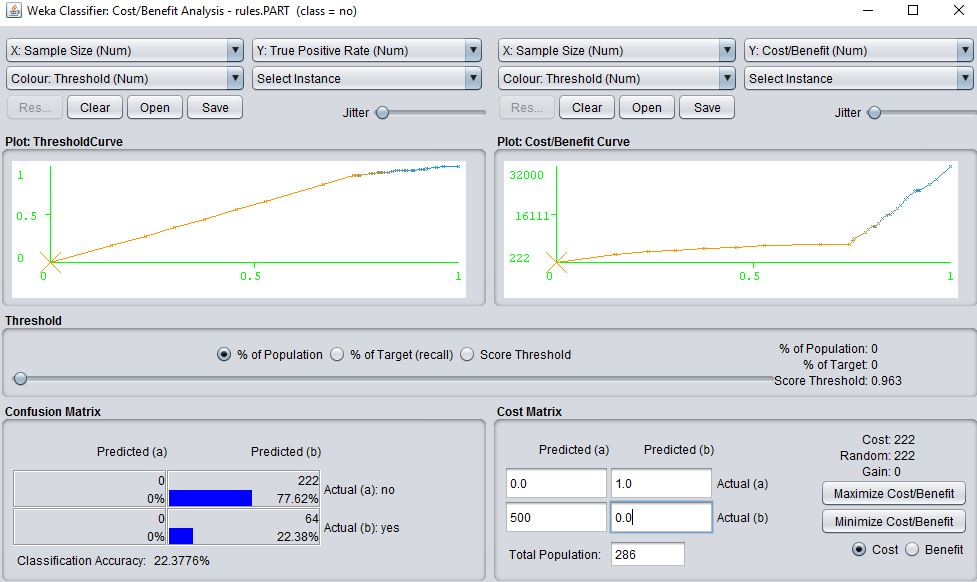 Weka Classifier: Cost/Benefit Analysis - rules.PART (class = no)
X: Sample Size (Num) Y: True Positive Rate (Num) X: Sample Size (Num) Y: Cost/Benefit (Num)
Colour: Threshold (Num) Select Instance Colour: Threshold (Num) Select Instance
Res... Clear Open Save Res... Clear Open Save
Jitter Jitter
Plot: ThresholdCurve Plot: Cost/Benefit Curve
1 32000
0.5 16111
0 222
0 0.5 1 0 0.5 1
Threshold
% of Population % of Target (recall) Score Threshold
% of Population: 0
% of Target: 0
Score Threshold: 0.963
Confusion Matrix
Predicted (a) Predicted (b)
0 222
0% 77.62% Actual (a): no
0 64
0% 22.38% Actual (b): yes
Classification Accuracy: 22.3776%
Cost Matrix
Predicted (a) Predicted (b)
0.0 1.0 Actual (a)
500 0.0 Actual (b)
Total Population: 286
Cost: 222
Random: 222
Gain: 0
Maximize Cost/Benefit
Minimize Cost/Benefit
Cost Benefit